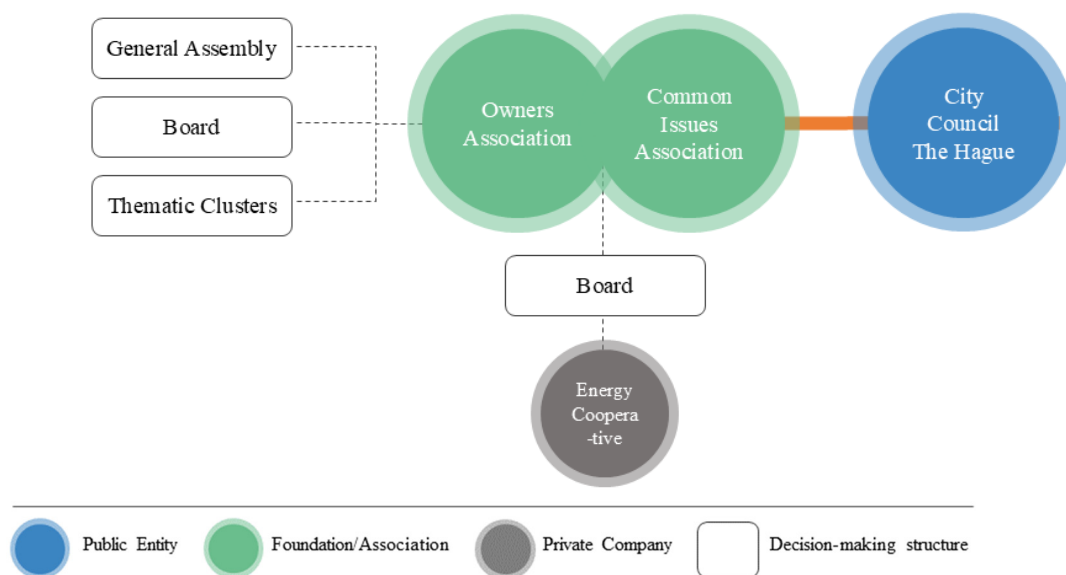 General Assembly
Board
Thematic Clusters
Owners
Association
Common
Issues
Association
City
Council
The Hague
Board
Energy
Coopera
-tive
Public Entity
Foundation/Association
Private Company
Decision-making structure